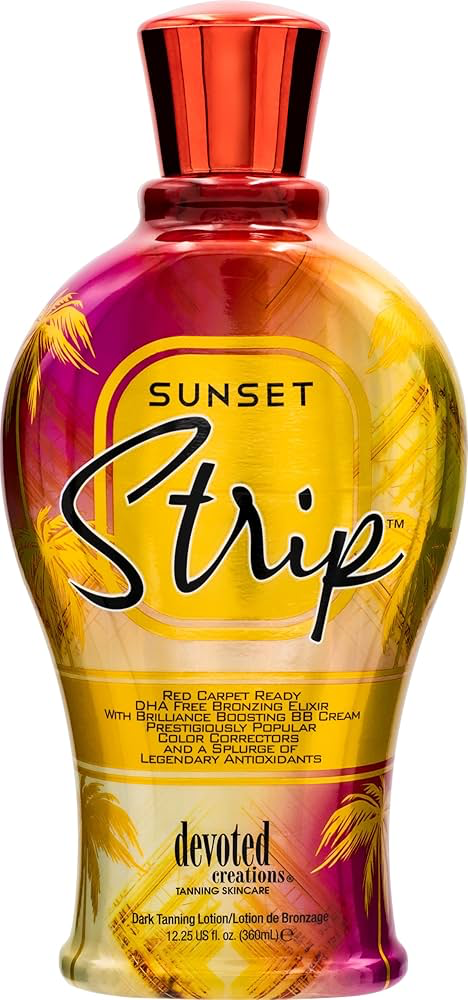 SUNSET
Strip™
RED CARPET READY
DHA FREE BRONZING ELIXIR
WITH BRILLIANCE BOOSTING BB CREAM
PRESTIGIOUSLY POPULAR
COLOR CORRECTORS
AND A SPLURGE OF
LEGENDARY ANTIOXIDANTS
devoted
creations®
TANNING SKINCARE
Dark Tanning Lotion/Lotion de Bronzage
12.25 US fl. oz. (360mL) ℮